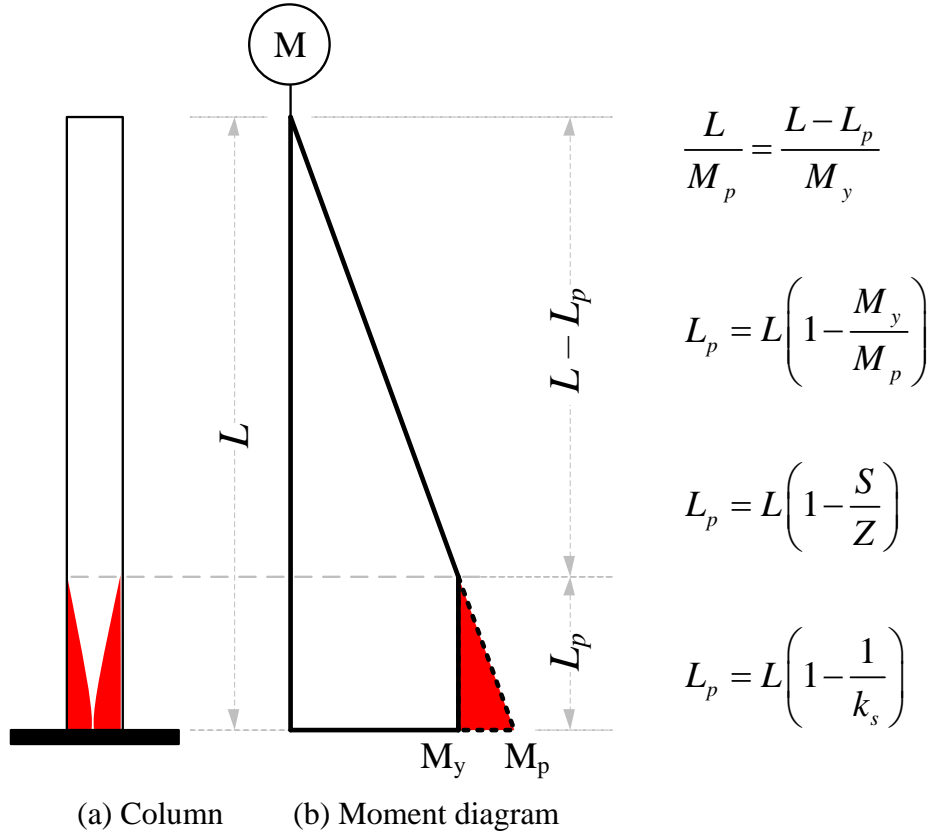 M
L
L − L_p
L_p
M_y M_p
(a) Column (b) Moment diagram
L/M_p = (L − L_p)/M_y
L_p = L(1 − M_y/M_p)
L_p = L(1 − S/Z)
L_p = L(1 − 1/k_s)